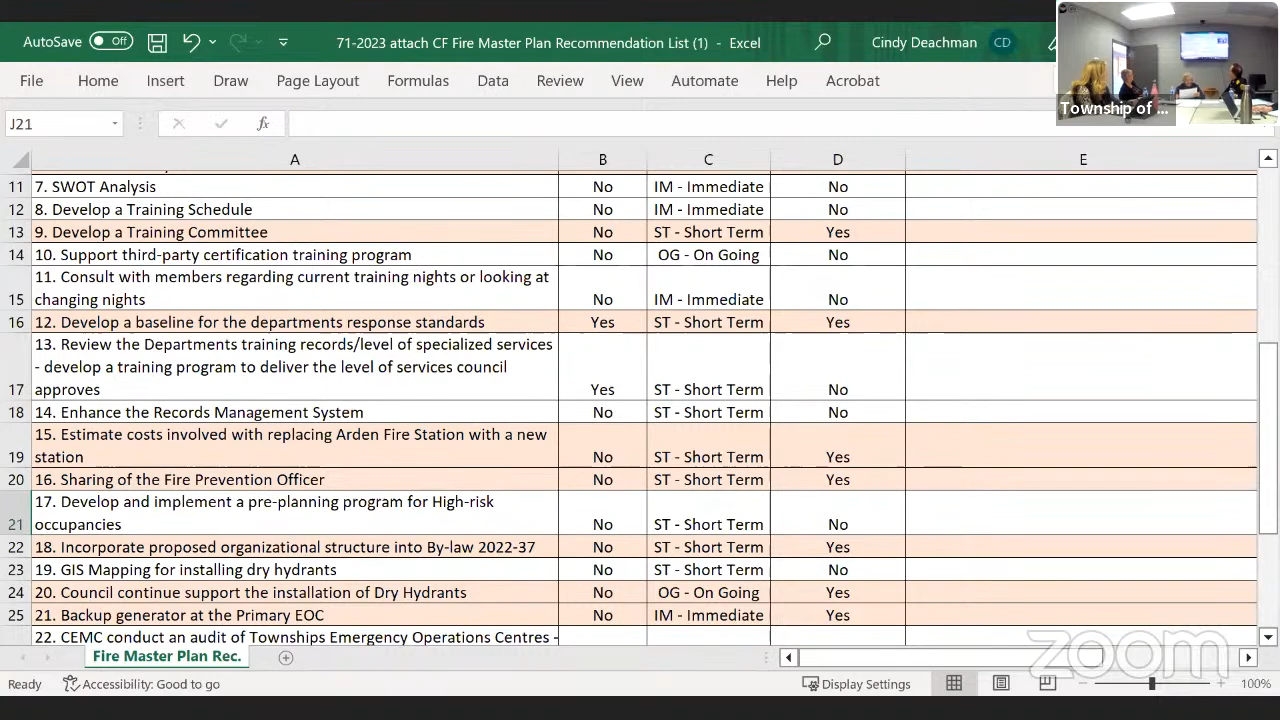 AutoSave Off 71-2023 attach CF Fire Master Plan Recommendation List (1) - Excel Cindy Deachman CD
File Home Insert Draw Page Layout Formulas Data Review View Automate Help Acrobat
Township of ...
J21 fx
A B C D E
11 7. SWOT Analysis No IM - Immediate No
12 8. Develop a Training Schedule No IM - Immediate No
13 9. Develop a Training Committee No ST - Short Term Yes
14 10. Support third-party certification training program No OG - On Going No
11. Consult with members regarding current training nights or looking at
15 changing nights No IM - Immediate No
16 12. Develop a baseline for the departments response standards Yes ST - Short Term Yes
13. Review the Departments training records/level of specialized services
- develop a training program to deliver the level of services council
17 approves Yes ST - Short Term No
18 14. Enhance the Records Management System No ST - Short Term No
15. Estimate costs involved with replacing Arden Fire Station with a new
19 station No ST - Short Term Yes
20 16. Sharing of the Fire Prevention Officer No ST - Short Term Yes
17. Develop and implement a pre-planning program for High-risk
21 occupancies No ST - Short Term No
22 18. Incorporate proposed organizational structure into By-law 2022-37 No ST - Short Term Yes
23 19. GIS Mapping for installing dry hydrants No ST - Short Term No
24 20. Council continue support the installation of Dry Hydrants No OG - On Going Yes
25 21. Backup generator at the Primary EOC No IM - Immediate Yes
22. CEMC conduct an audit of Townships Emergency Operations Centres -
Fire Master Plan Rec.
zoom
Ready Accessibility: Good to go Display Settings 100%